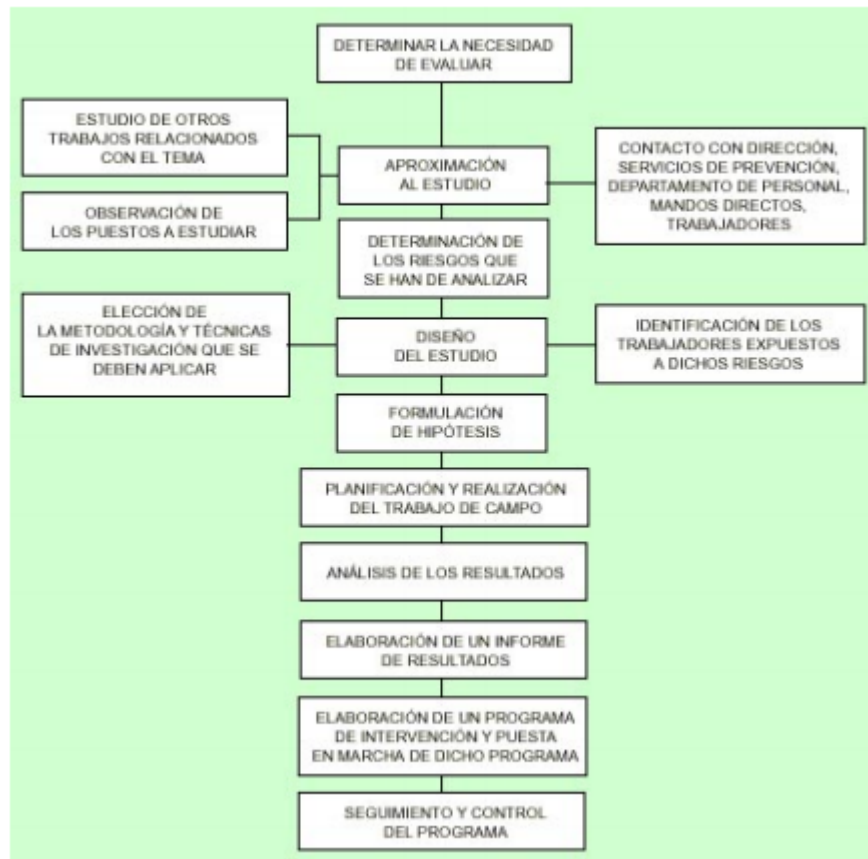 DETERMINAR LA NECESIDAD
DE EVALUAR
ESTUDIO DE OTROS
TRABAJOS RELACIONADOS
CON EL TEMA
OBSERVACIÓN DE
LOS PUESTOS A ESTUDIAR
APROXIMACIÓN
AL ESTUDIO
CONTACTO CON DIRECCIÓN,
SERVICIOS DE PREVENCIÓN,
DEPARTAMENTO DE PERSONAL,
MANDOS DIRECTOS,
TRABAJADORES
DETERMINACIÓN DE
LOS RIESGOS QUE
SE HAN DE ANALIZAR
ELECCIÓN DE
LA METODOLOGÍA Y TÉCNICAS
DE INVESTIGACIÓN QUE SE
DEBEN APLICAR
DISEÑO
DEL ESTUDIO
IDENTIFICACIÓN DE LOS
TRABAJADORES EXPUESTOS
A DICHOS RIESGOS
FORMULACIÓN
DE HIPÓTESIS
PLANIFICACIÓN Y REALIZACIÓN
DEL TRABAJO DE CAMPO
ANÁLISIS DE LOS RESULTADOS
ELABORACIÓN DE UN INFORME
DE RESULTADOS
ELABORACIÓN DE UN PROGRAMA
DE INTERVENCIÓN Y PUESTA
EN MARCHA DE DICHO PROGRAMA
SEGUIMIENTO Y CONTROL
DEL PROGRAMA